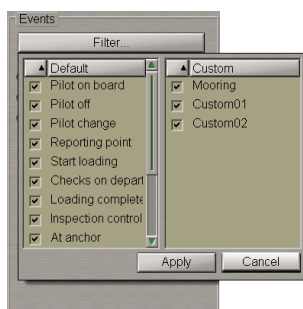 Events
Filter...
Default
Pilot on board
Pilot off
Pilot change
Reporting point
Start loading
Checks on depart
Loading complete
Inspection control
At anchor
Custom
Mooring
Custom01
Custom02
Apply
Cancel